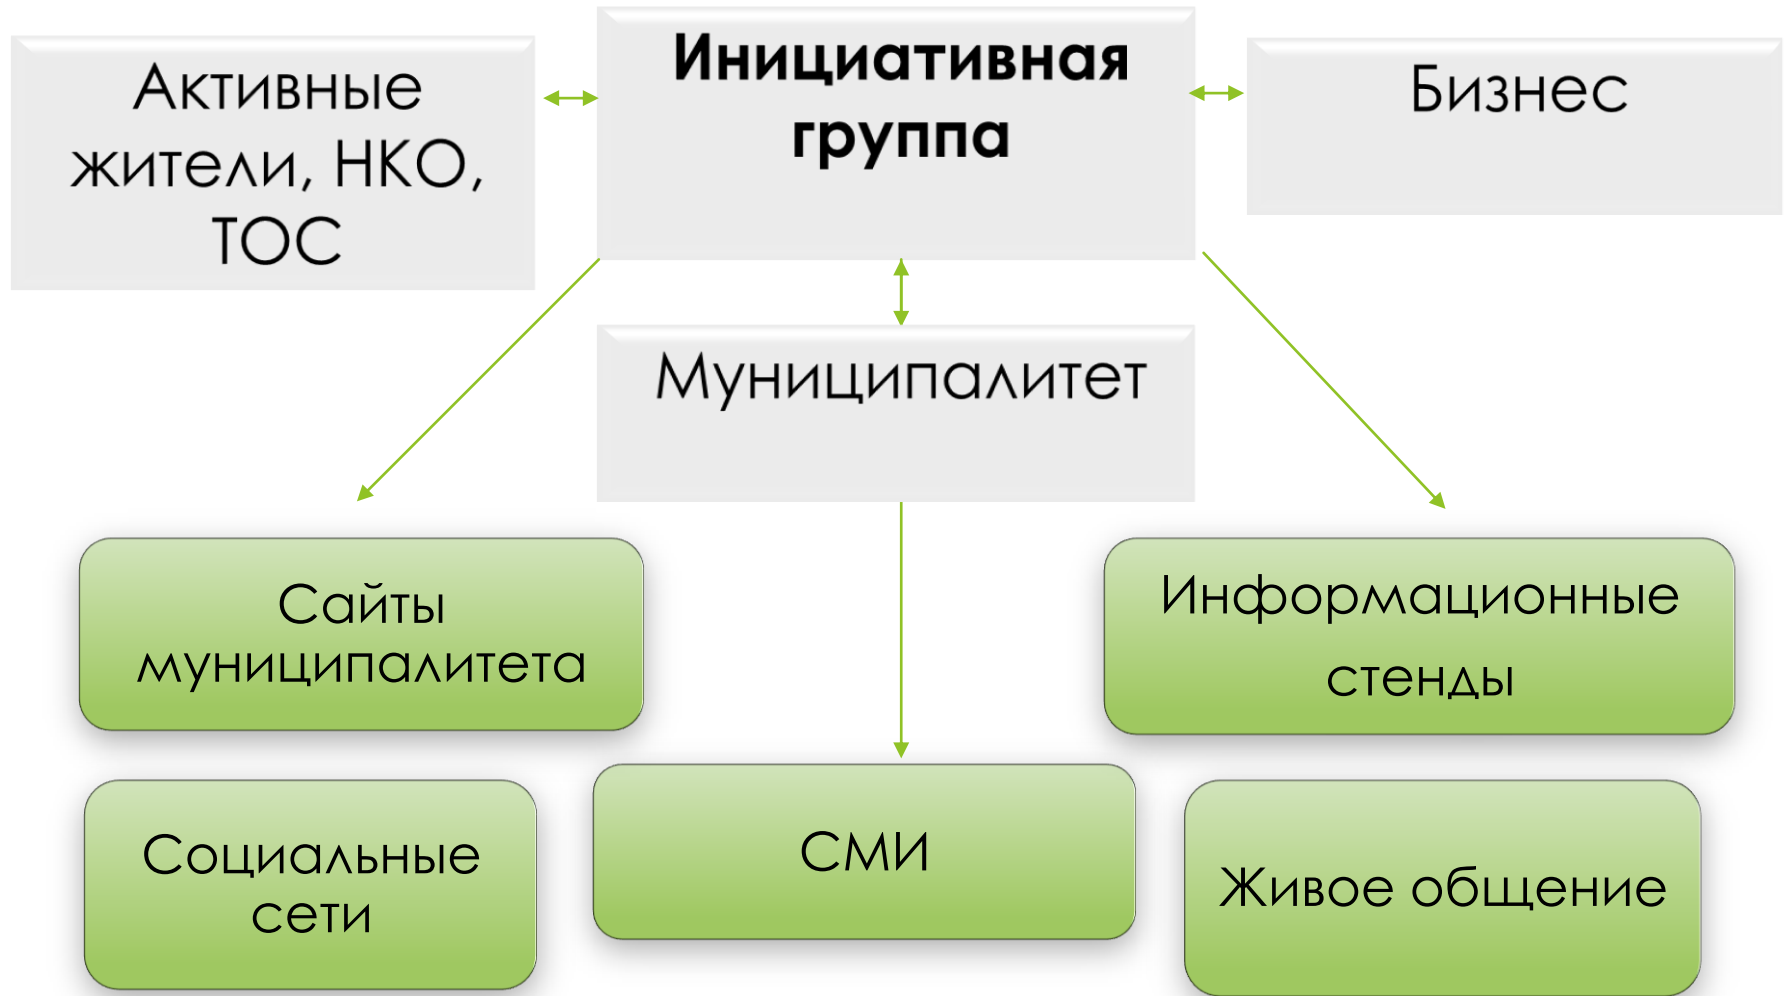 Активные
жители, НКО,
ТОС
Инициативная
группа
Бизнес
Муниципалитет
Сайты
муниципалитета
Информационные
стенды
Социальные
сети
СМИ
Живое общение